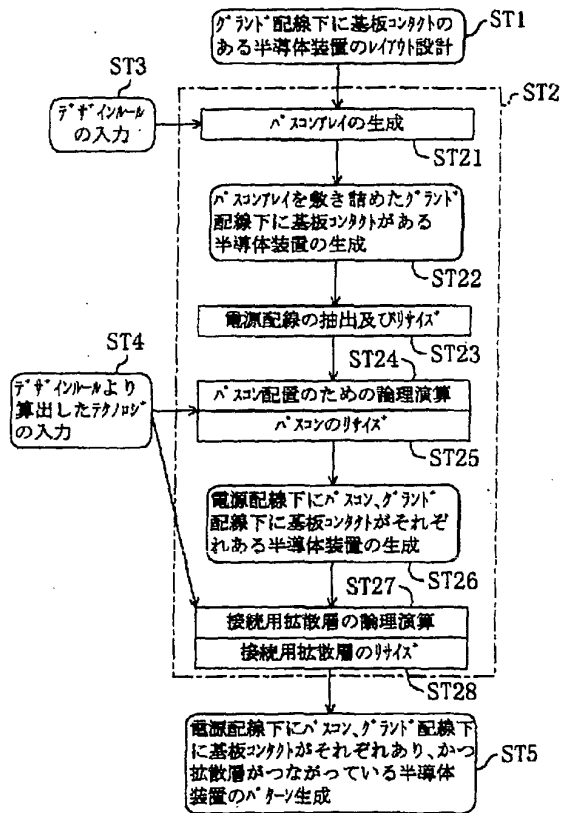 グランド配線下に基板コンタクトの
ある半導体装置のレイアウト設計
ST1
ST3
デザインルール
の入力
ST2
バスコンアレイの生成
ST21
バスコンアレイを敷き詰めたグランド
配線下に基板コンタクトがある
半導体装置の生成
ST22
電源配線の抽出及びリサイズ
ST23
ST4
デザインルールより
算出したテクノロジ
の入力
ST24
バスコン配置のための論理演算
バスコンのリサイズ
ST25
電源配線下にバスコン、グランド
配線下に基板コンタクトがそれぞ
れある半導体装置の生成
ST26
ST27
接続用拡散層の論理演算
接続用拡散層のリサイズ
ST28
電源配線下にバスコン、グランド配線下
に基板コンタクトがそれぞれあり、かつ
拡散層がつながっている半導体
装置のパターン生成
ST5